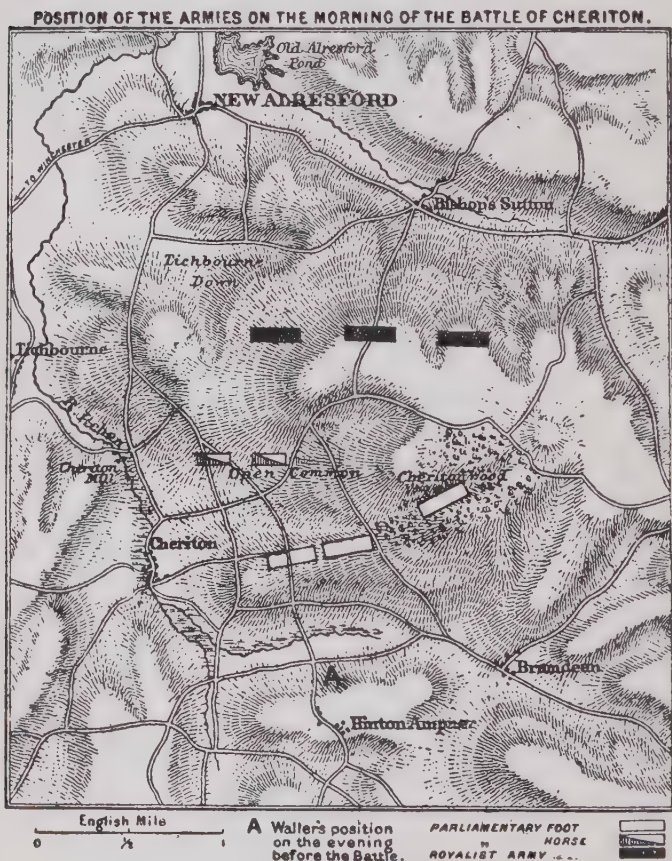 POSITION OF THE ARMIES ON THE MORNING OF THE BATTLE OF CHERITON.
Old Alresford
Pond
NEW ALRESFORD
← TO WINCHESTER
Bishops Sutton
Tichbourne
Down
Tichbourne
R. Itchen
Cheriton
Mill
Open Common
Cheriton Wood
Cheriton
Bramdean
A
Hinton Ampner
English Mile
0 ½ 1
A Waller's position
on the evening
before the Battle.
PARLIAMENTARY FOOT
" HORSE
ROYALIST ARMY